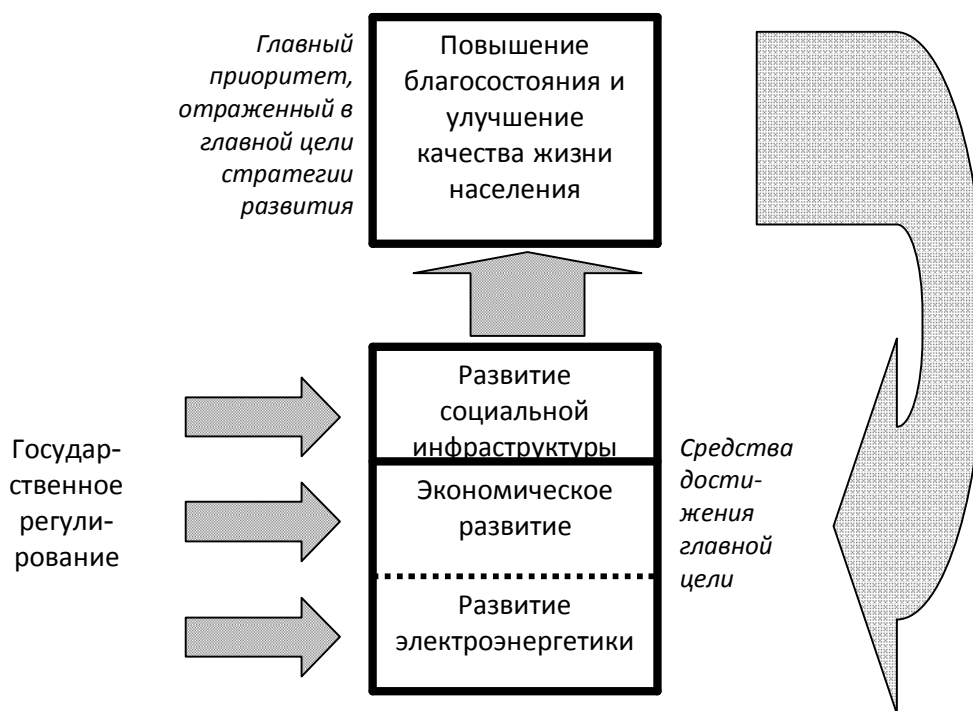 Главный
приоритет,
отраженный в
главной цели
стратегии
развития
Повышение
благосостояния и
улучшение
качества жизни
населения
Государ-
ственное
регули-
рование
Развитие
социальной
инфраструктуры
Экономическое
развитие
Развитие
электроэнергетики
Средства
дости-
жения
главной
цели